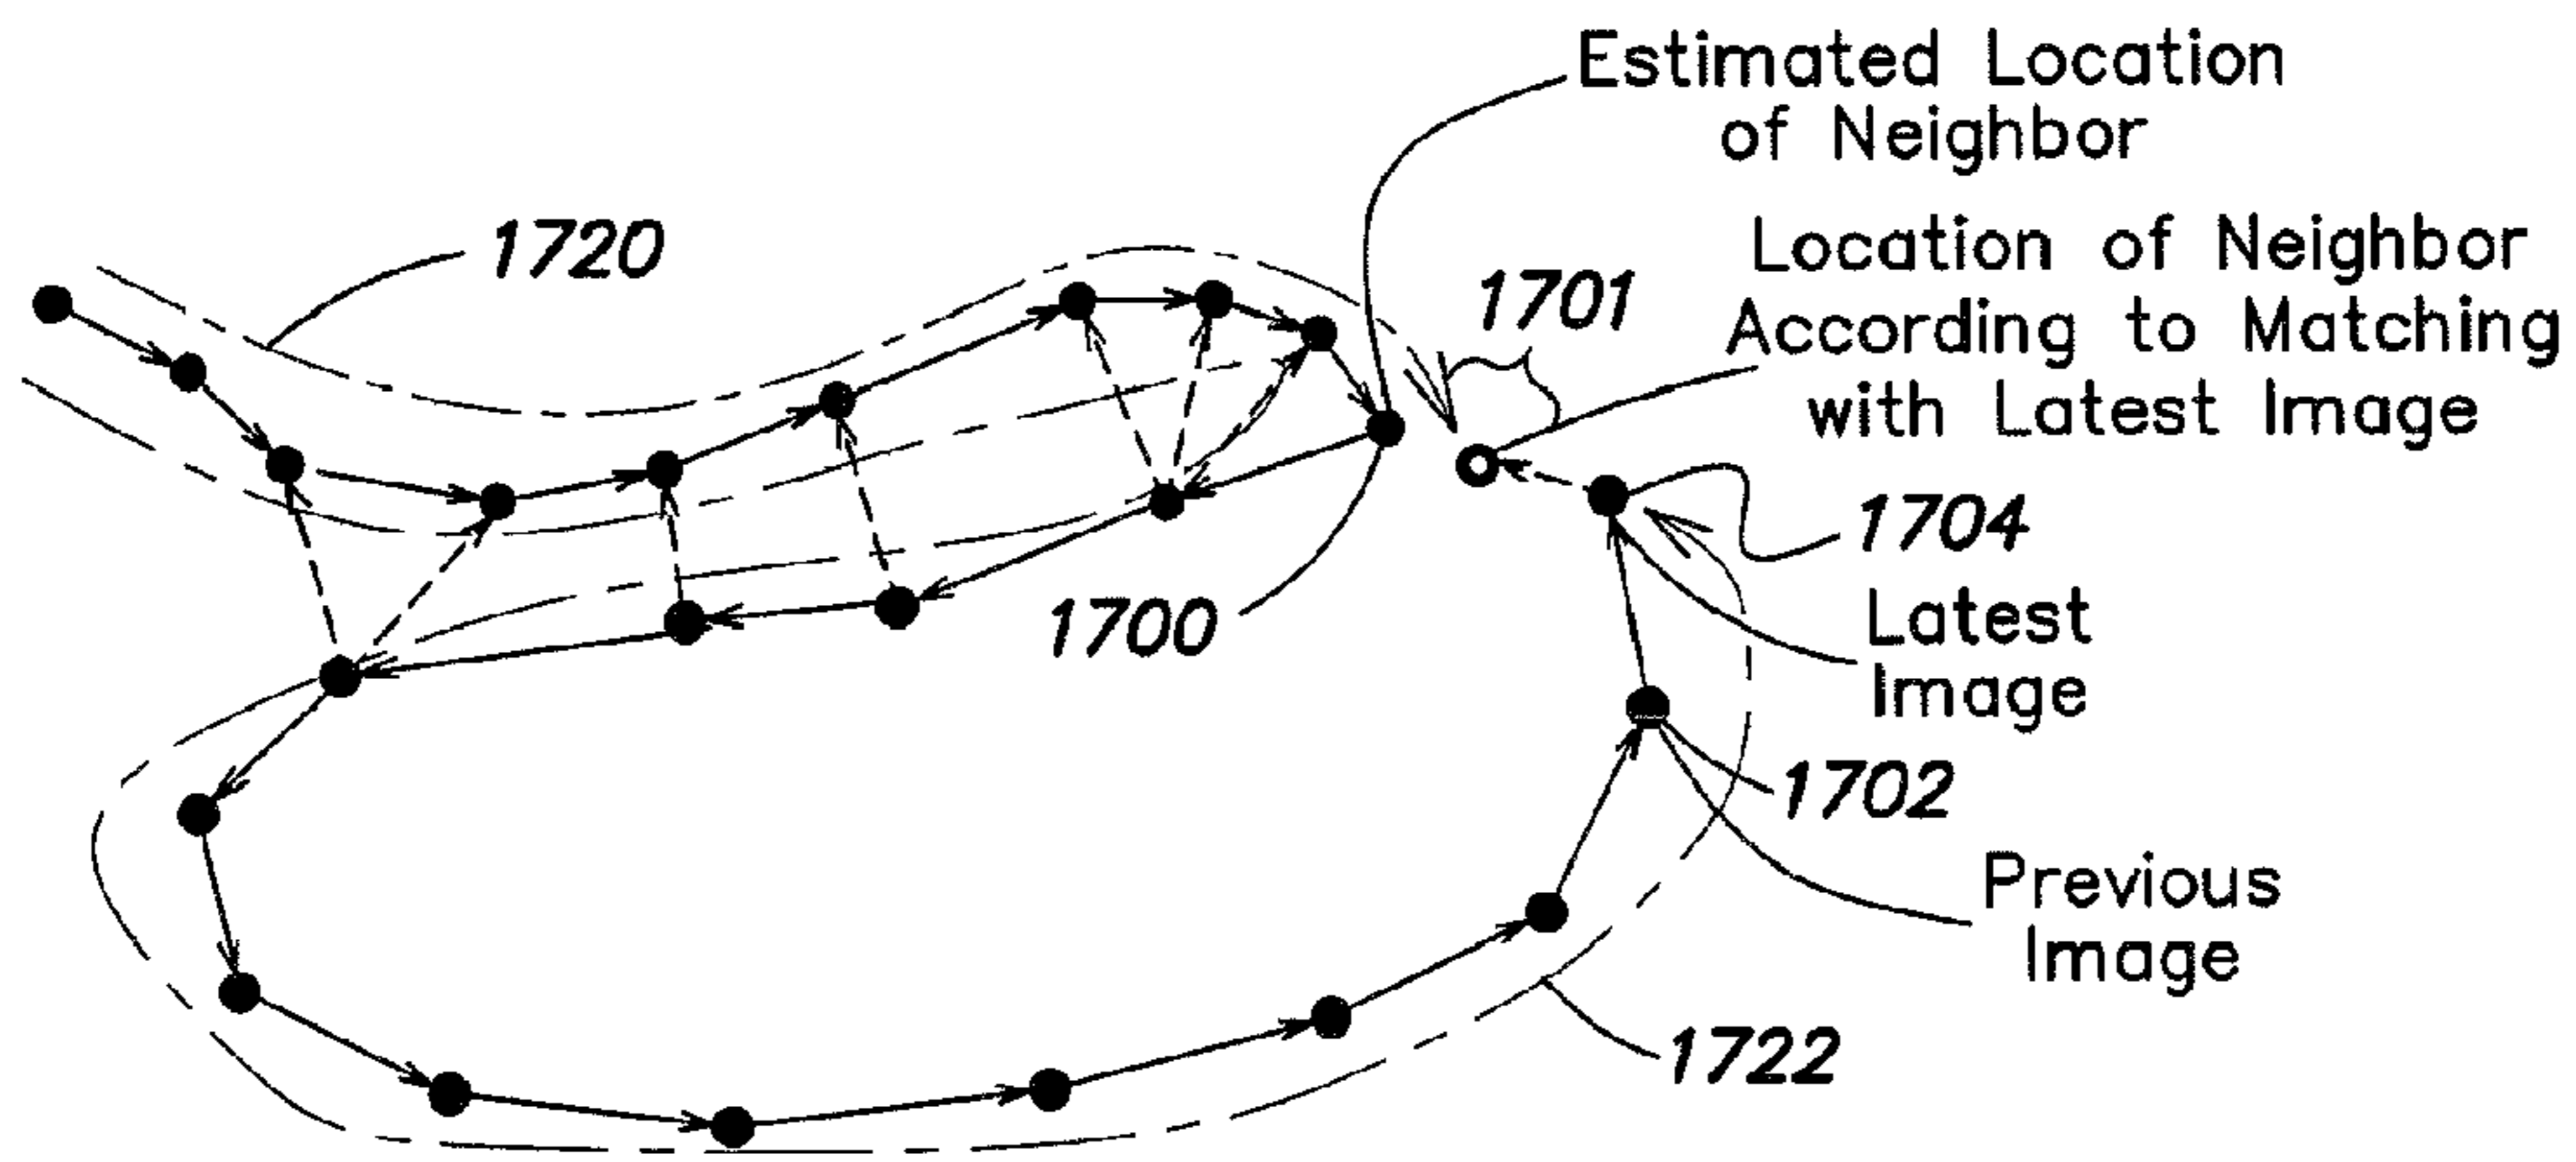 Estimated Location
of Neighbor
1720
1701
Location of Neighbor
According to Matching
with Latest Image
1704
1700
Latest
Image
1702
Previous
Image
1722